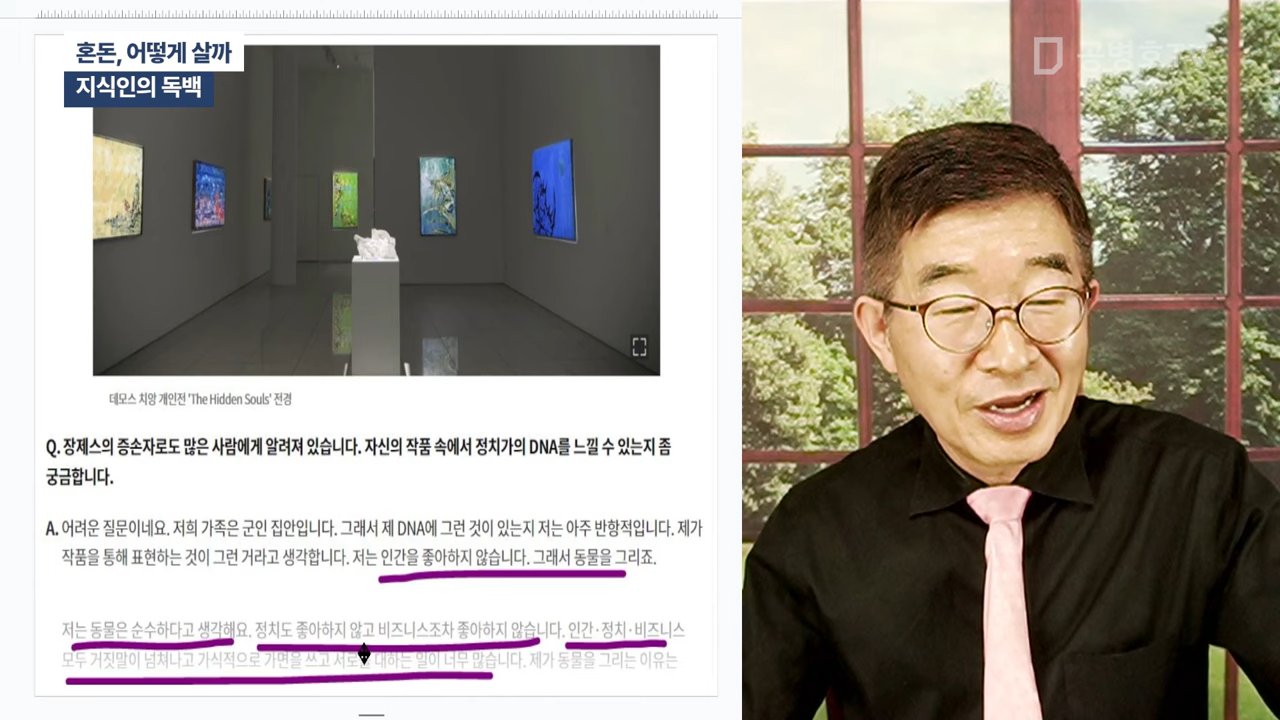 혼돈, 어떻게 살까
지식인의 독백
공병호TV
데모스 치앙 개인전 'The Hidden Souls' 전경
Q. 장제스의 증손자로도 많은 사람에게 알려져 있습니다. 자신의 작품 속에서 정치가의 DNA를 느낄 수 있는지 좀
궁금합니다.
A. 어려운 질문이네요. 저희 가족은 군인 집안입니다. 그래서 제 DNA에 그런 것이 있는지 저는 아주 반항적입니다. 제가
작품을 통해 표현하는 것이 그런 거라고 생각합니다. 저는 인간을 좋아하지 않습니다. 그래서 동물을 그리죠.
저는 동물은 순수하다고 생각해요. 정치도 좋아하지 않고 비즈니스조차 좋아하지 않습니다. 인간·정치·비즈니스
모두 거짓말이 넘쳐나고 가식적으로 가면을 쓰고 서로를 대하는 일이 너무 많습니다. 제가 동물을 그리는 이유는